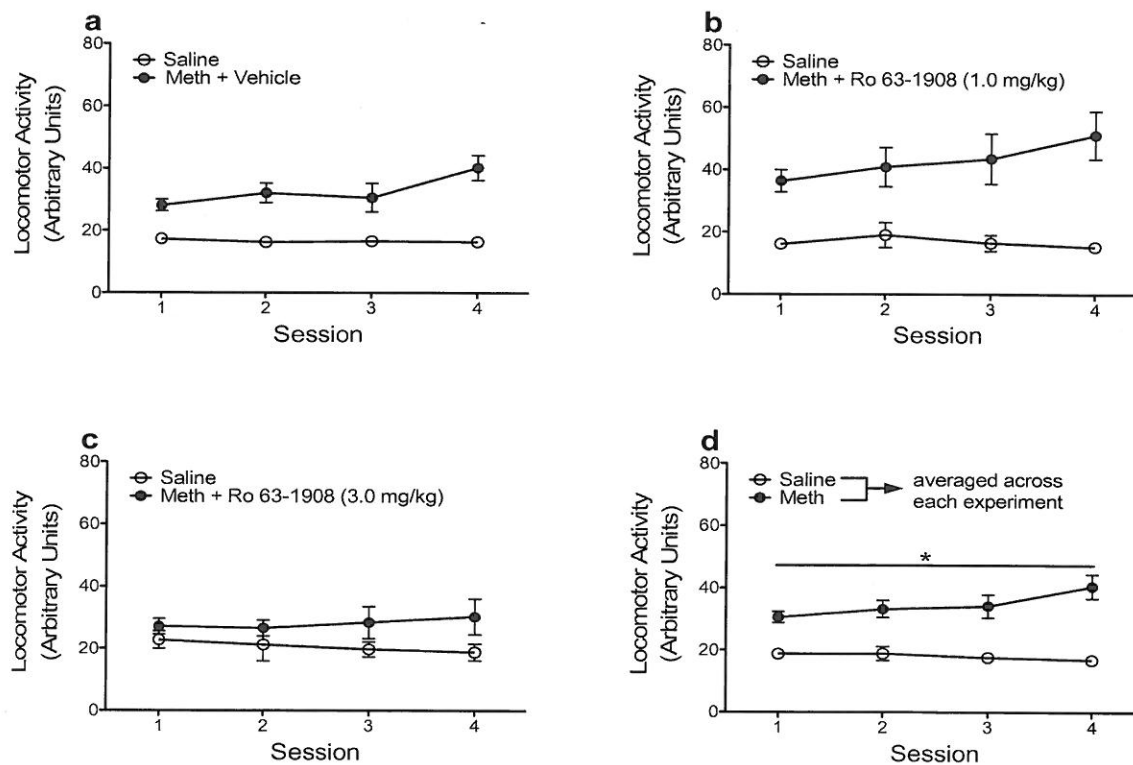 a
80
60
40
20
0
Locomotor Activity
(Arbitrary Units)
Saline
Meth + Vehicle
1 2 3 4
Session
b
80
60
40
20
0
Locomotor Activity
(Arbitrary Units)
Saline
Meth + Ro 63-1908 (1.0 mg/kg)
1 2 3 4
Session
c
80
60
40
20
0
Locomotor Activity
(Arbitrary Units)
Saline
Meth + Ro 63-1908 (3.0 mg/kg)
1 2 3 4
Session
d
80
60
40
20
0
Locomotor Activity
(Arbitrary Units)
Saline
Meth
averaged across
each experiment
*
1 2 3 4
Session